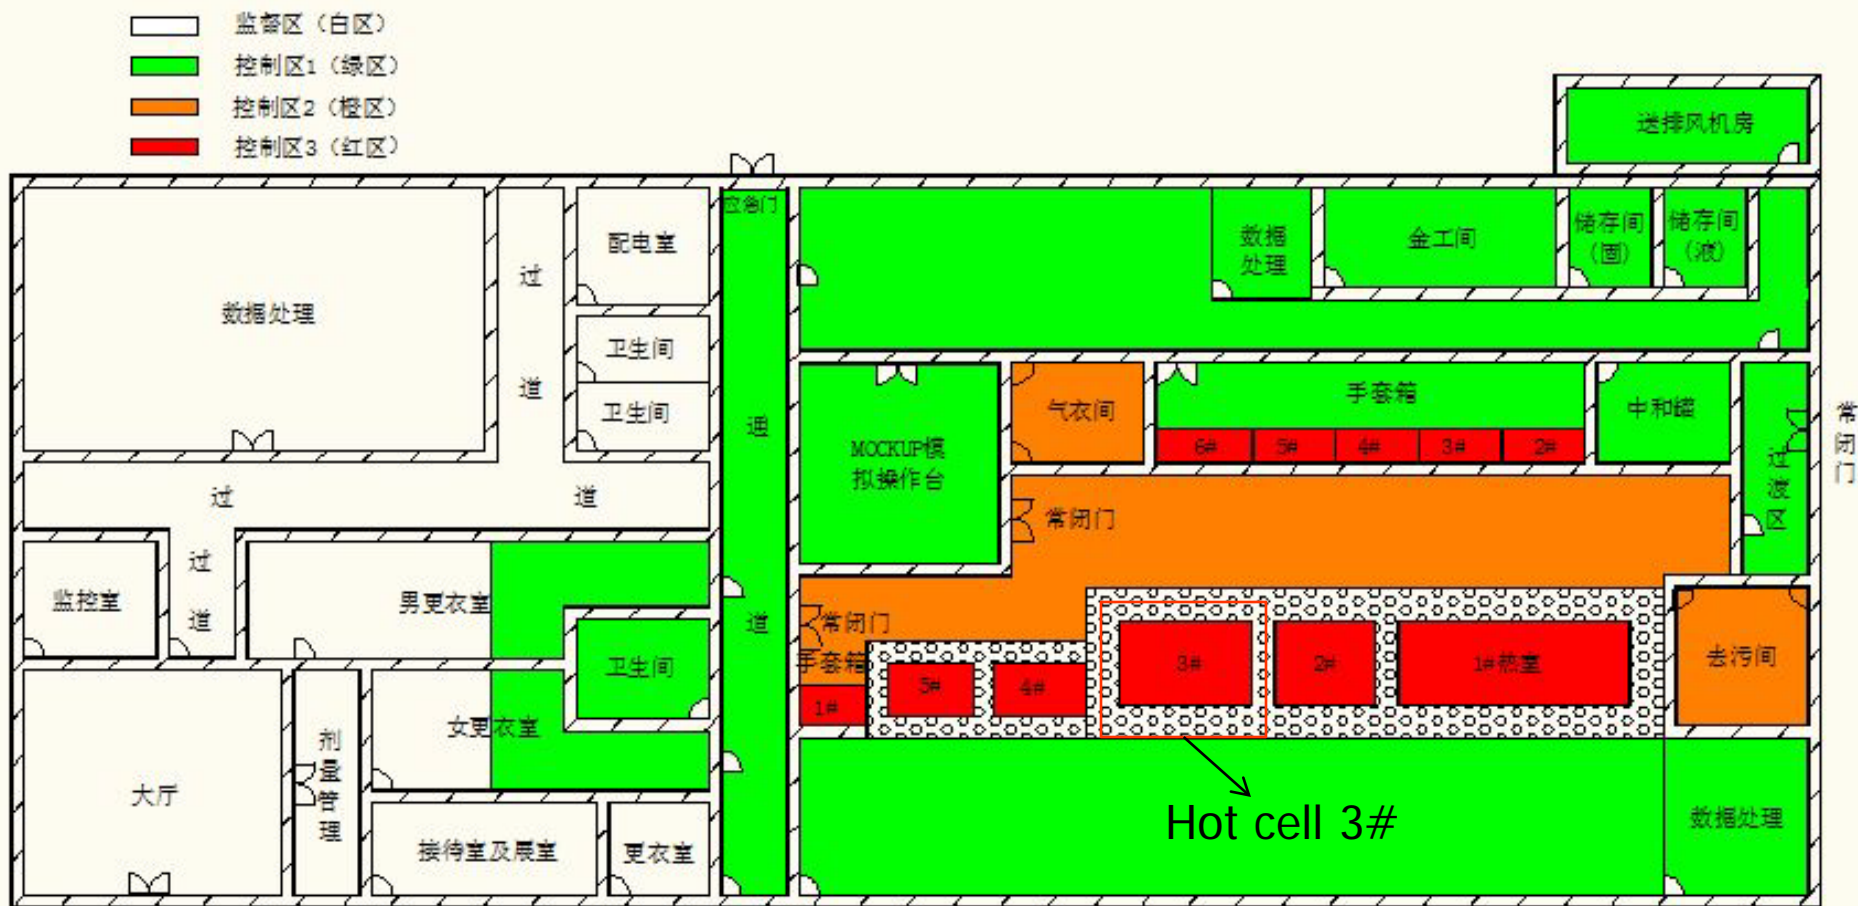 监督区（白区）
控制区1（绿区）
控制区2（橙区）
控制区3（红区）
送排风机房
应急门
配电室
过
道
数据处理
卫生间
卫生间
数据
处理
金工间
储存间
(固)
储存间
(液)
通
道
MOCKUP模
拟操作台
气衣间
手套箱
6#
5#
4#
3#
2#
中和罐
过
渡
区
常
闭
门
过
道
常闭门
监控室
过
道
男更衣室
卫生间
常闭门
手套箱
1#
5#
4#
3#
2#
1#热室
去污间
大厅
剂
量
管
理
女更衣室
接待室及展室
更衣室
Hot cell 3#
数据处理